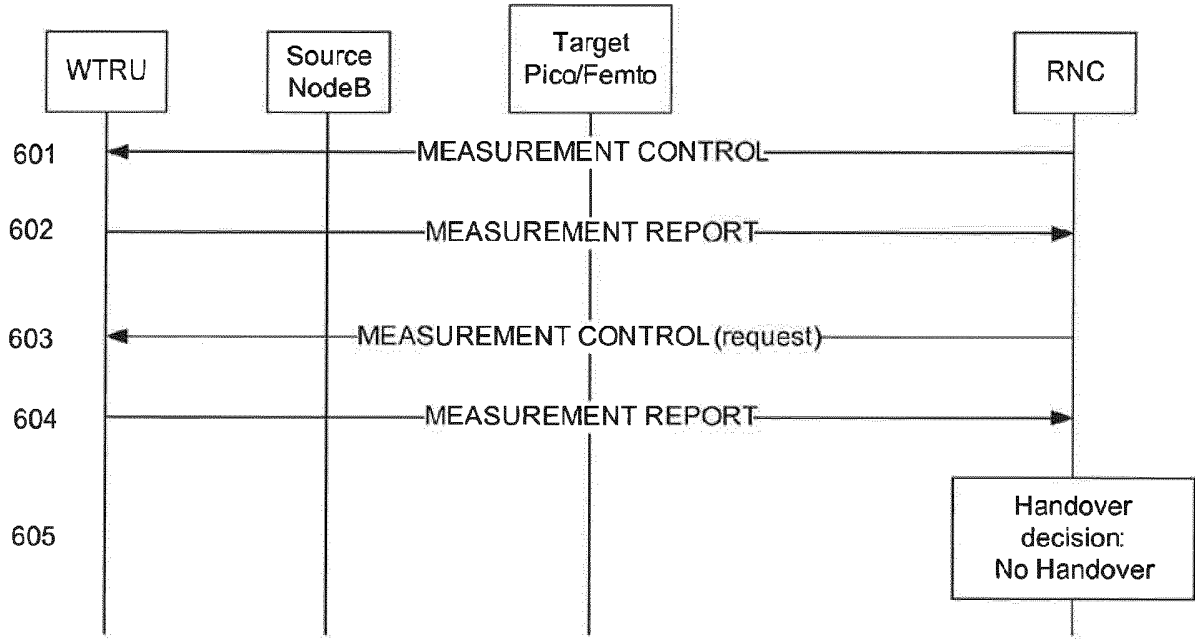 WTRU
Source
NodeB
Target
Pico/Femto
RNC
601
MEASUREMENT CONTROL
602
MEASUREMENT REPORT
603
MEASUREMENT CONTROL (request)
604
MEASUREMENT REPORT
605
Handover
decision:
No Handover